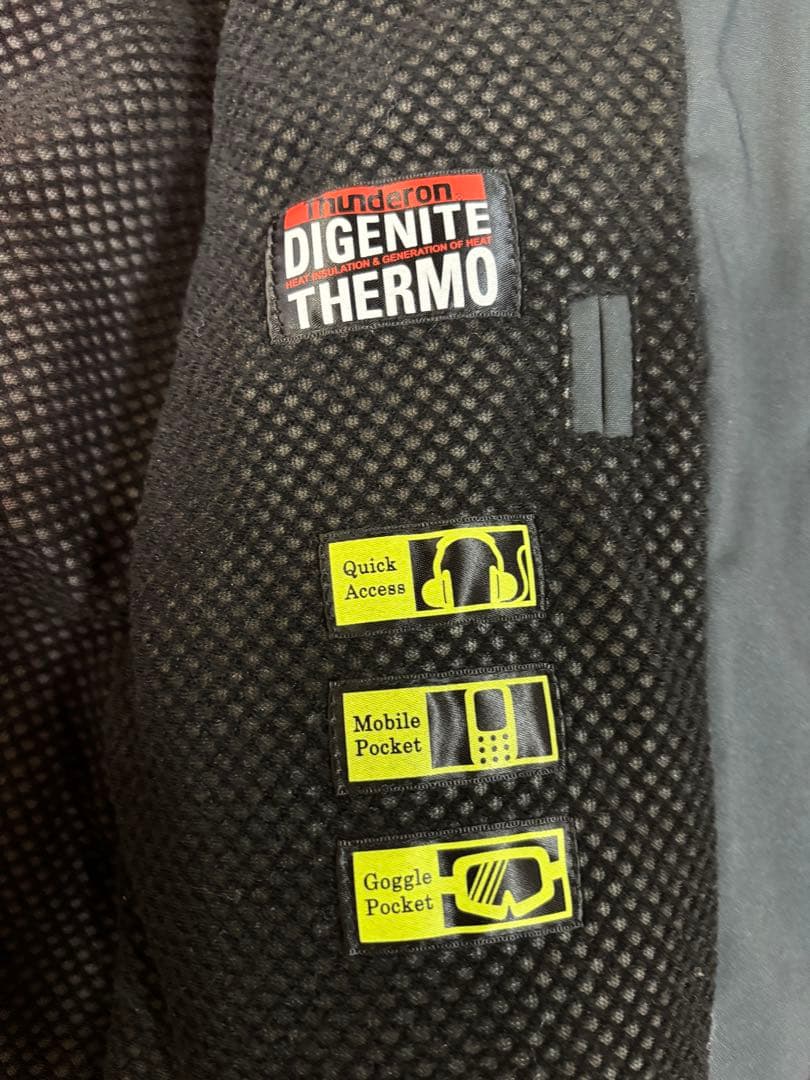 Thunderon®
DIGENITE
HEAT INSULATION & GENERATION OF HEAT
THERMO
Quick
Access
Mobile
Pocket
Goggle
Pocket